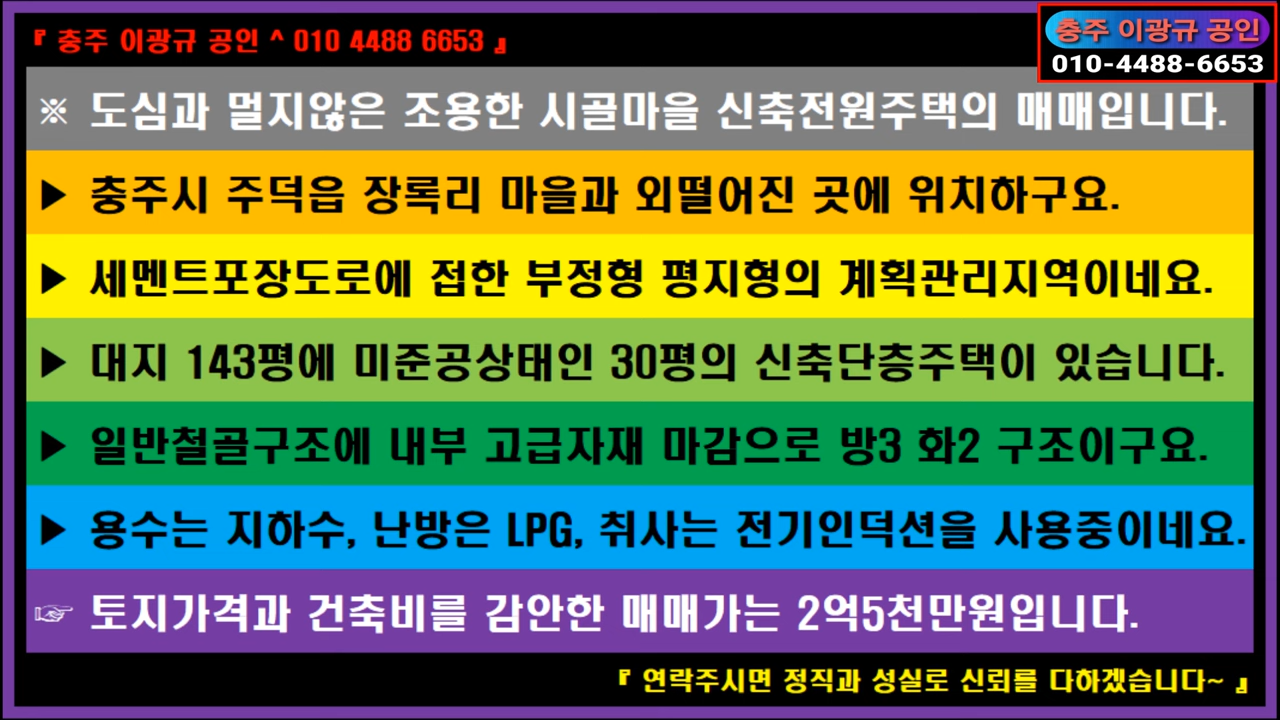 『 충주 이광규 공인 ^ 010 4488 6653 』
충주 이광규 공인
010-4488-6653
※ 도심과 멀지않은 조용한 시골마을 신축전원주택의 매매입니다.
▶ 충주시 주덕읍 장록리 마을과 외떨어진 곳에 위치하구요.
▶ 세멘트포장도로에 접한 부정형 평지형의 계획관리지역이네요.
▶ 대지 143평에 미준공상태인 30평의 신축단층주택이 있습니다.
▶ 일반철골구조에 내부 고급자재 마감으로 방3 화2 구조이구요.
▶ 용수는 지하수, 난방은 LPG, 취사는 전기인덕션을 사용중이네요.
☞ 토지가격과 건축비를 감안한 매매가는 2억5천만원입니다.
『 연락주시면 정직과 성실로 신뢰를 다하겠습니다~ 』